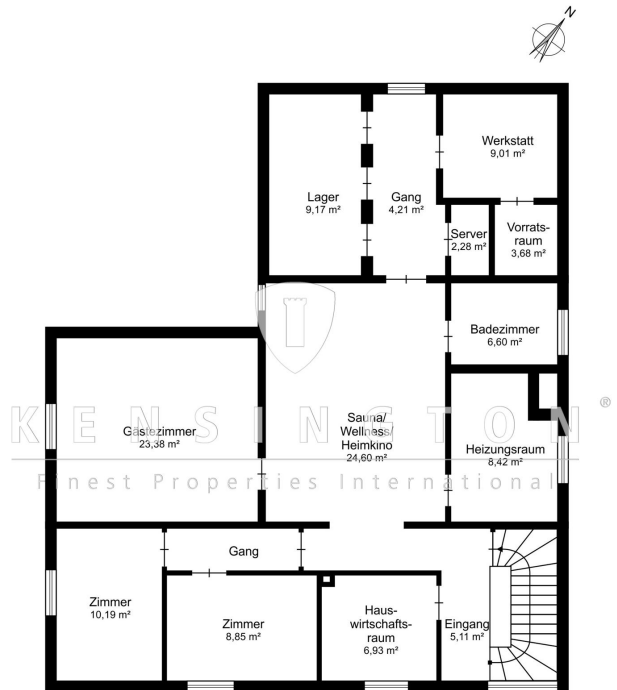 N
Werkstatt
9,01 m²
Lager
9,17 m²
Gang
4,21 m²
Server
2,28 m²
Vorrats-
raum
3,68 m²
Badezimmer
6,60 m²
Gästezimmer
23,38 m²
Sauna/
Wellness/
Heimkino
24,60 m²
Heizungsraum
8,42 m²
KENSINGTON®
Finest Properties International
Gang
Zimmer
10,19 m²
Zimmer
8,85 m²
Haus-
wirtschafts-
raum
6,93 m²
Eingang
5,11 m²